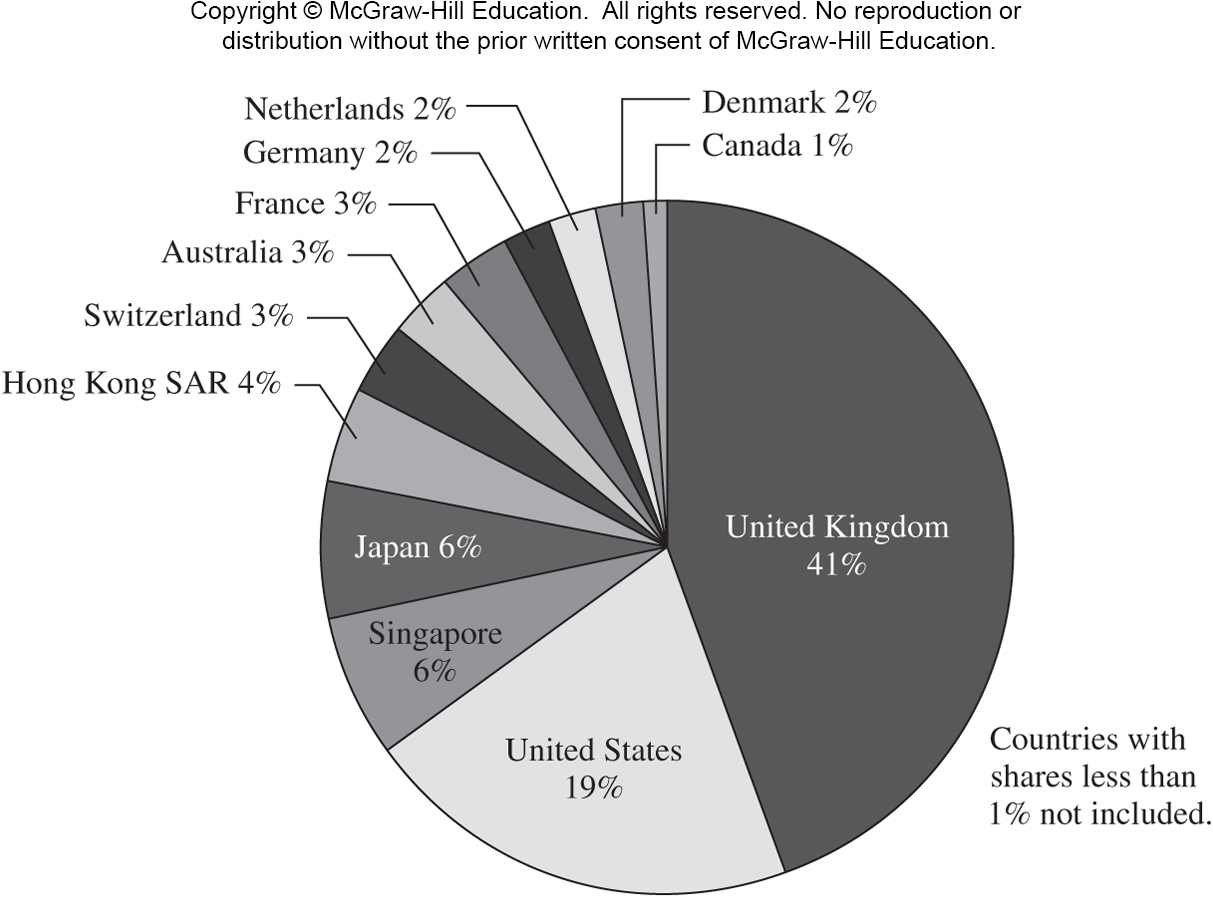 Copyright © McGraw-Hill Education.  All rights reserved. No reproduction or
distribution without the prior written consent of McGraw-Hill Education.
Netherlands 2%
Denmark 2%
Germany 2%
Canada 1%
France 3%
Australia 3%
Switzerland 3%
Hong Kong SAR 4%
United Kingdom
41%
Japan 6%
Singapore
6%
United States
19%
Countries with
shares less than
1% not included.